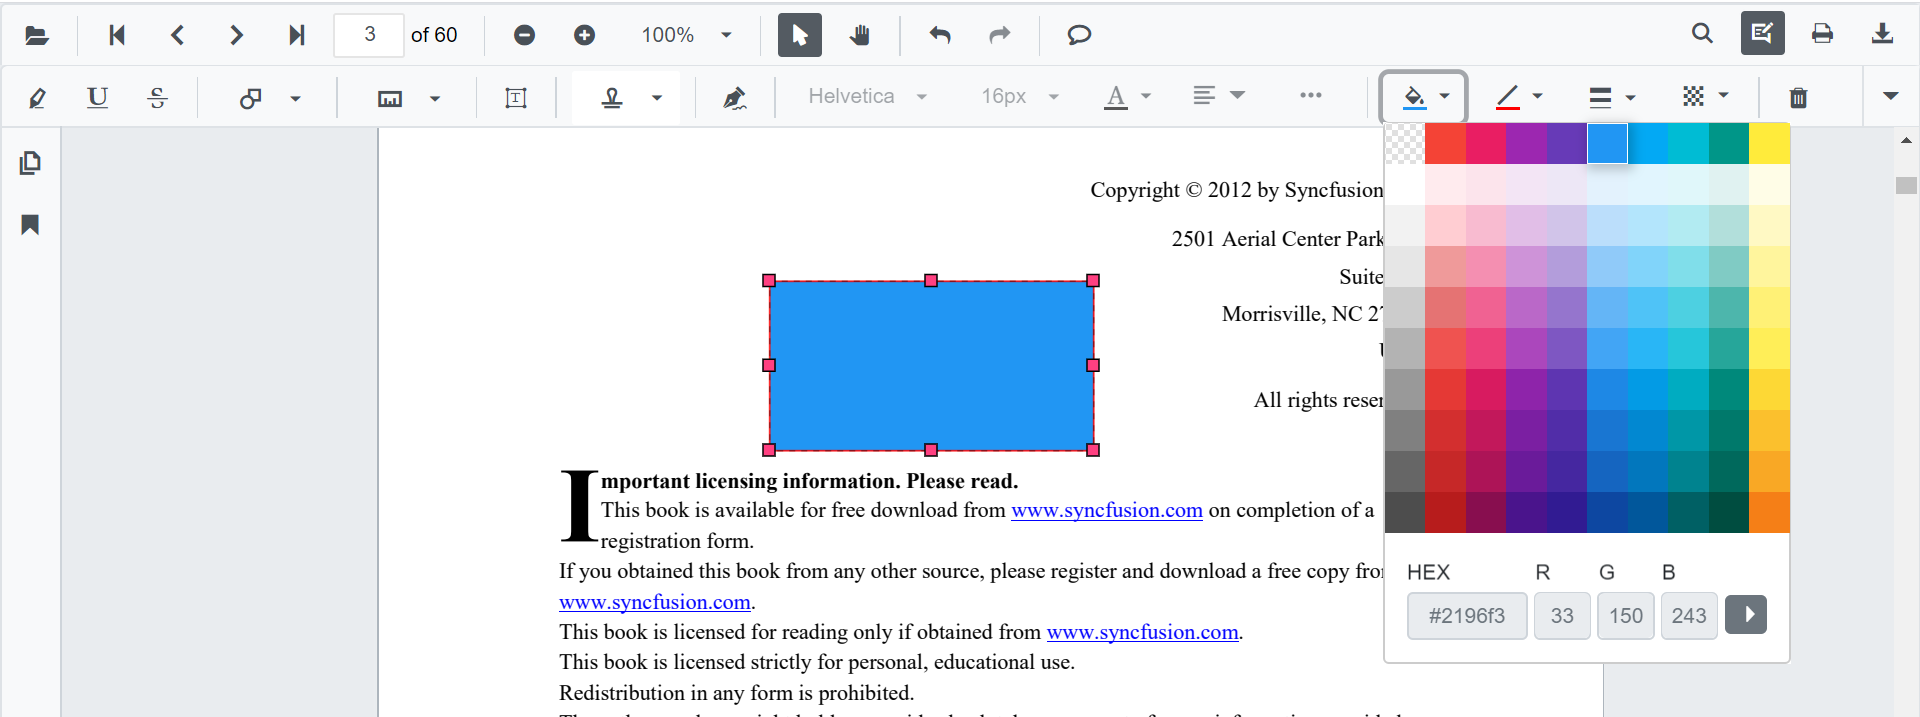 3 of 60 100%
U S T Helvetica 16px A
Copyright © 2012 by Syncfusion
2501 Aerial Center Park
Suite
Morrisville, NC 2
All rights reser
Important licensing information. Please read.
This book is available for free download from www.syncfusion.com on completion of a
registration form.
If you obtained this book from any other source, please register and download a free copy fro
www.syncfusion.com.
This book is licensed for reading only if obtained from www.syncfusion.com.
This book is licensed strictly for personal, educational use.
Redistribution in any form is prohibited.
HEX R G B
#2196f3 33 150 243